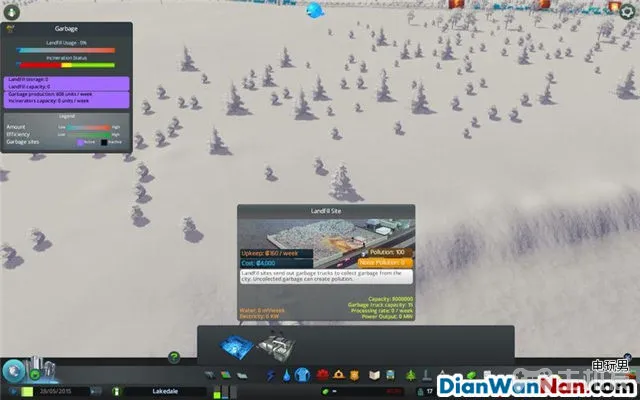 Garbage
Landfill Usage - 0%
Incineration Status
Landfill storage: 0
Landfill capacity: 0
Garbage production: 808 units / week
Incinerators capacity: 0 units / week
Legend
Amount Low High
Efficiency Low High
Garbage sites Active Inactive
Landfill Site
Upkeep: ₡160 / week
Pollution: 100
Cost: ₡4,000
Noise Pollution: 0
Landfill sites send out garbage trucks to collect garbage from the city. Uncollected garbage can create pollution.
Capacity: 8000000
Garbage truck capacity: 15
Water: 0 m³/week
Processing rate: 0 / week
Electricity: 0 KW
Power Output: 0 MW
28/05/2015
Lakedale
电玩男
DianWanNan.com